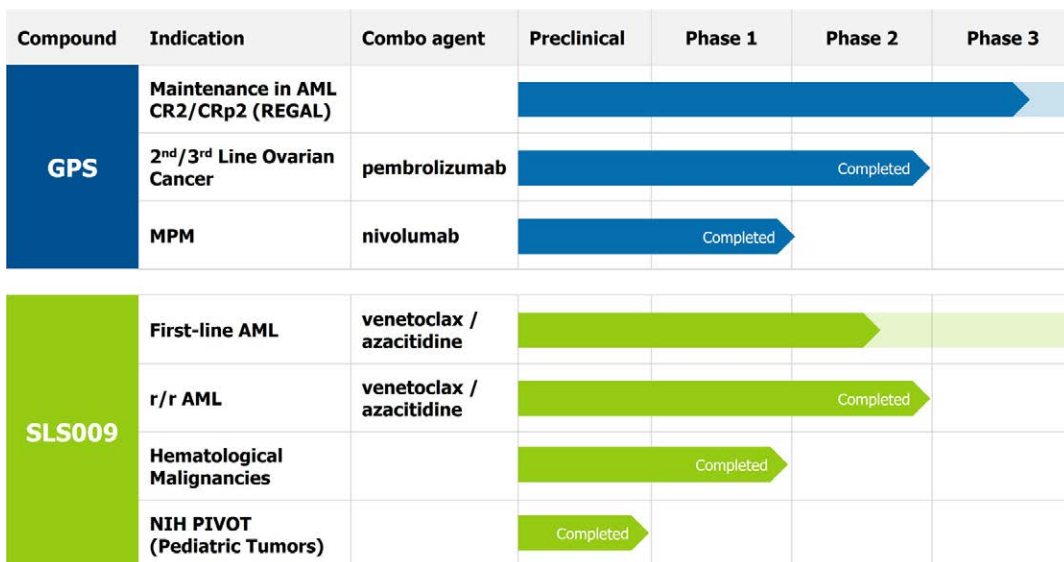 Compound Indication Combo agent Preclinical Phase 1 Phase 2 Phase 3
GPS
Maintenance in AML
CR2/CRp2 (REGAL)
2nd/3rd Line Ovarian
Cancer
pembrolizumab
Completed
MPM
nivolumab
Completed
SLS009
First-line AML
venetoclax /
azacitidine
r/r AML
venetoclax /
azacitidine
Completed
Hematological
Malignancies
Completed
NIH PIVOT
(Pediatric Tumors)
Completed